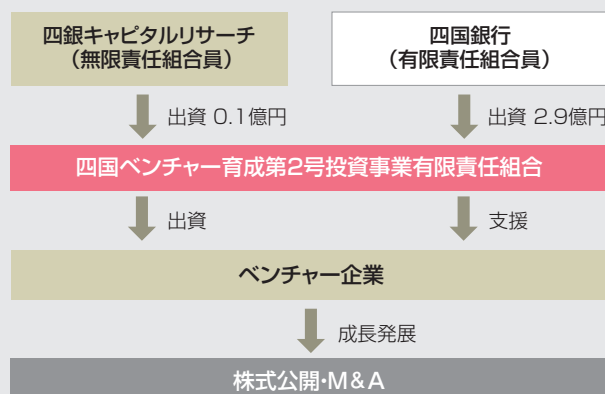 四銀キャピタルリサーチ
（無限責任組合員）
四国銀行
（有限責任組合員）
出資 0.1億円
出資 2.9億円
四国ベンチャー育成第2号投資事業有限責任組合
出資
支援
ベンチャー企業
成長発展
株式公開・M&A